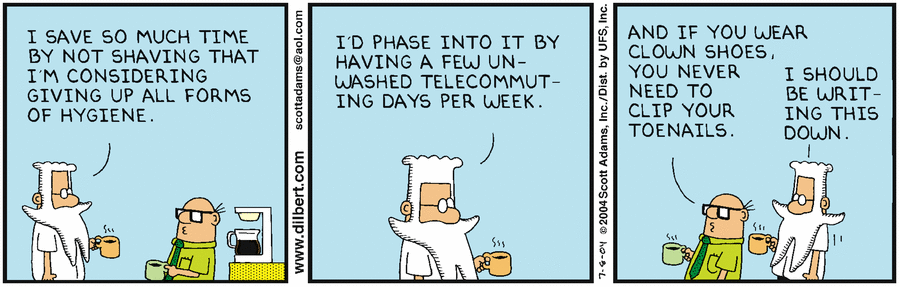 I SAVE SO MUCH TIME
BY NOT SHAVING THAT
I'M CONSIDERING
GIVING UP ALL FORMS
OF HYGIENE.
www.dilbert.com scottadams@aol.com
I'D PHASE INTO IT BY
HAVING A FEW UN-
WASHED TELECOMMUT-
ING DAYS PER WEEK.
7-6-04 © 2004 Scott Adams, Inc./Dist. by UFS, Inc.
AND IF YOU WEAR
CLOWN SHOES,
YOU NEVER
NEED TO
CLIP YOUR
TOENAILS.
I SHOULD
BE WRIT-
ING THIS
DOWN.